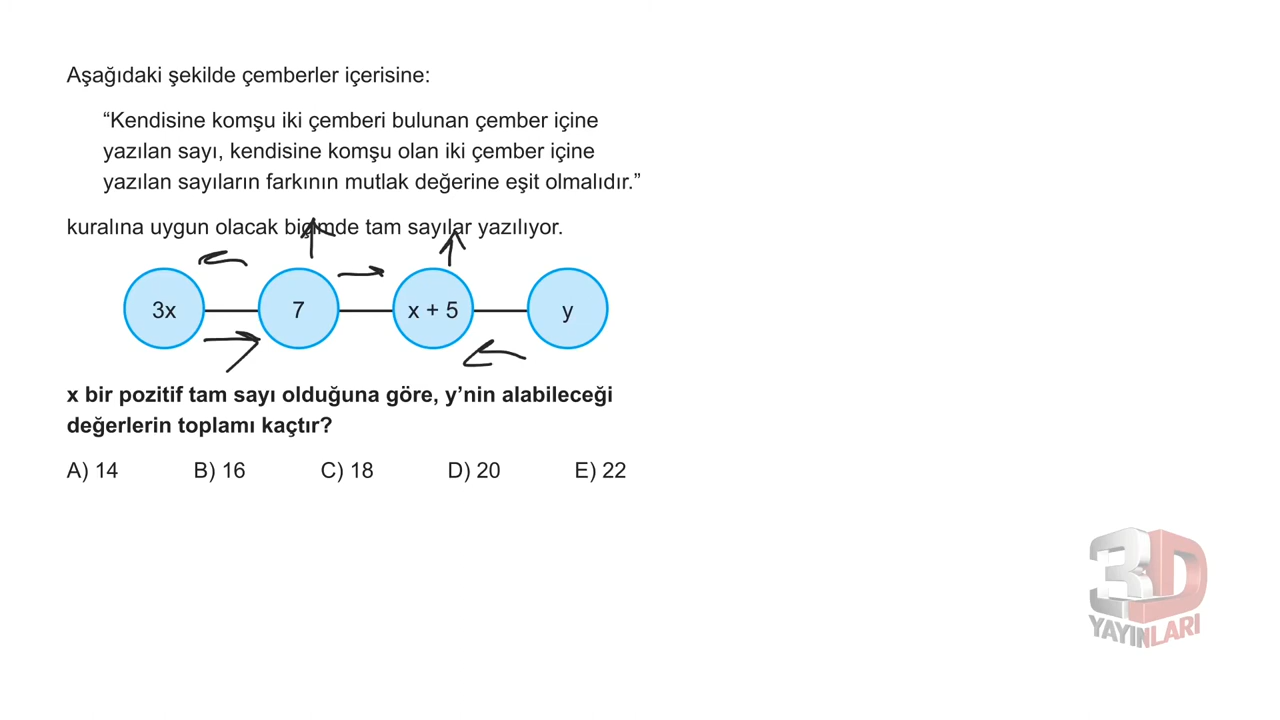 Aşağıdaki şekilde çemberler içerisine:
“Kendisine komşu iki çemberi bulunan çember içine
yazılan sayı, kendisine komşu olan iki çember içine
yazılan sayıların farkının mutlak değerine eşit olmalıdır.”
kuralına uygun olacak biçimde tam sayılar yazılıyor.
3x 7 x + 5 y
x bir pozitif tam sayı olduğuna göre, y’nin alabileceği
değerlerin toplamı kaçtır?
A) 14 B) 16 C) 18 D) 20 E) 22
3D
YAYINLARI